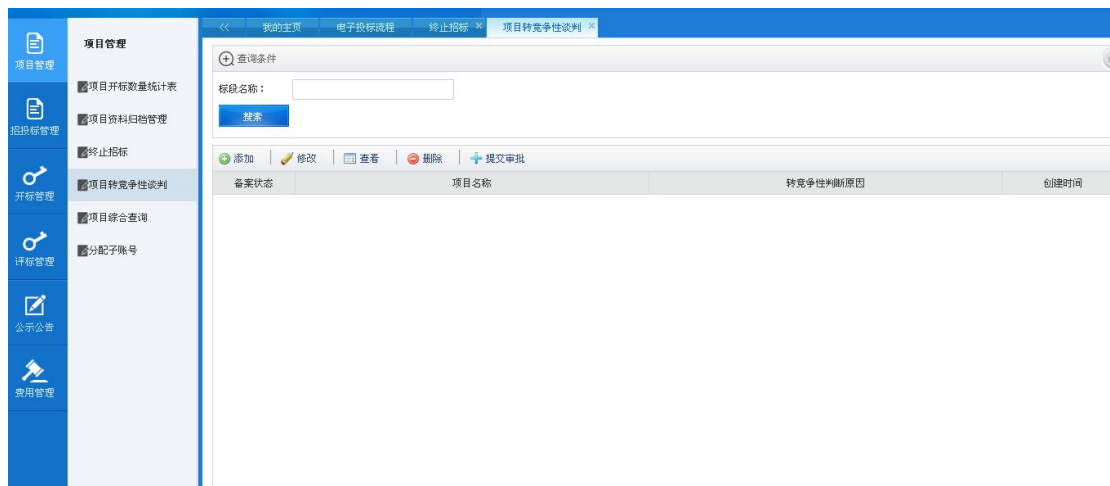 项目管理
招投标管理
开标管理
评标管理
公示公告
费用管理
项目管理
项目开标数量统计表
项目资料归档管理
终止招标
项目转竞争性谈判
项目综合查询
分配子账号
<< 我的主页 电子投标流程 终止招标 × 项目转竞争性谈判 ×
查询条件
标段名称：
搜索
添加 修改 查看 删除 提交审批
备案状态 项目名称 转竞争性判断原因 创建时间